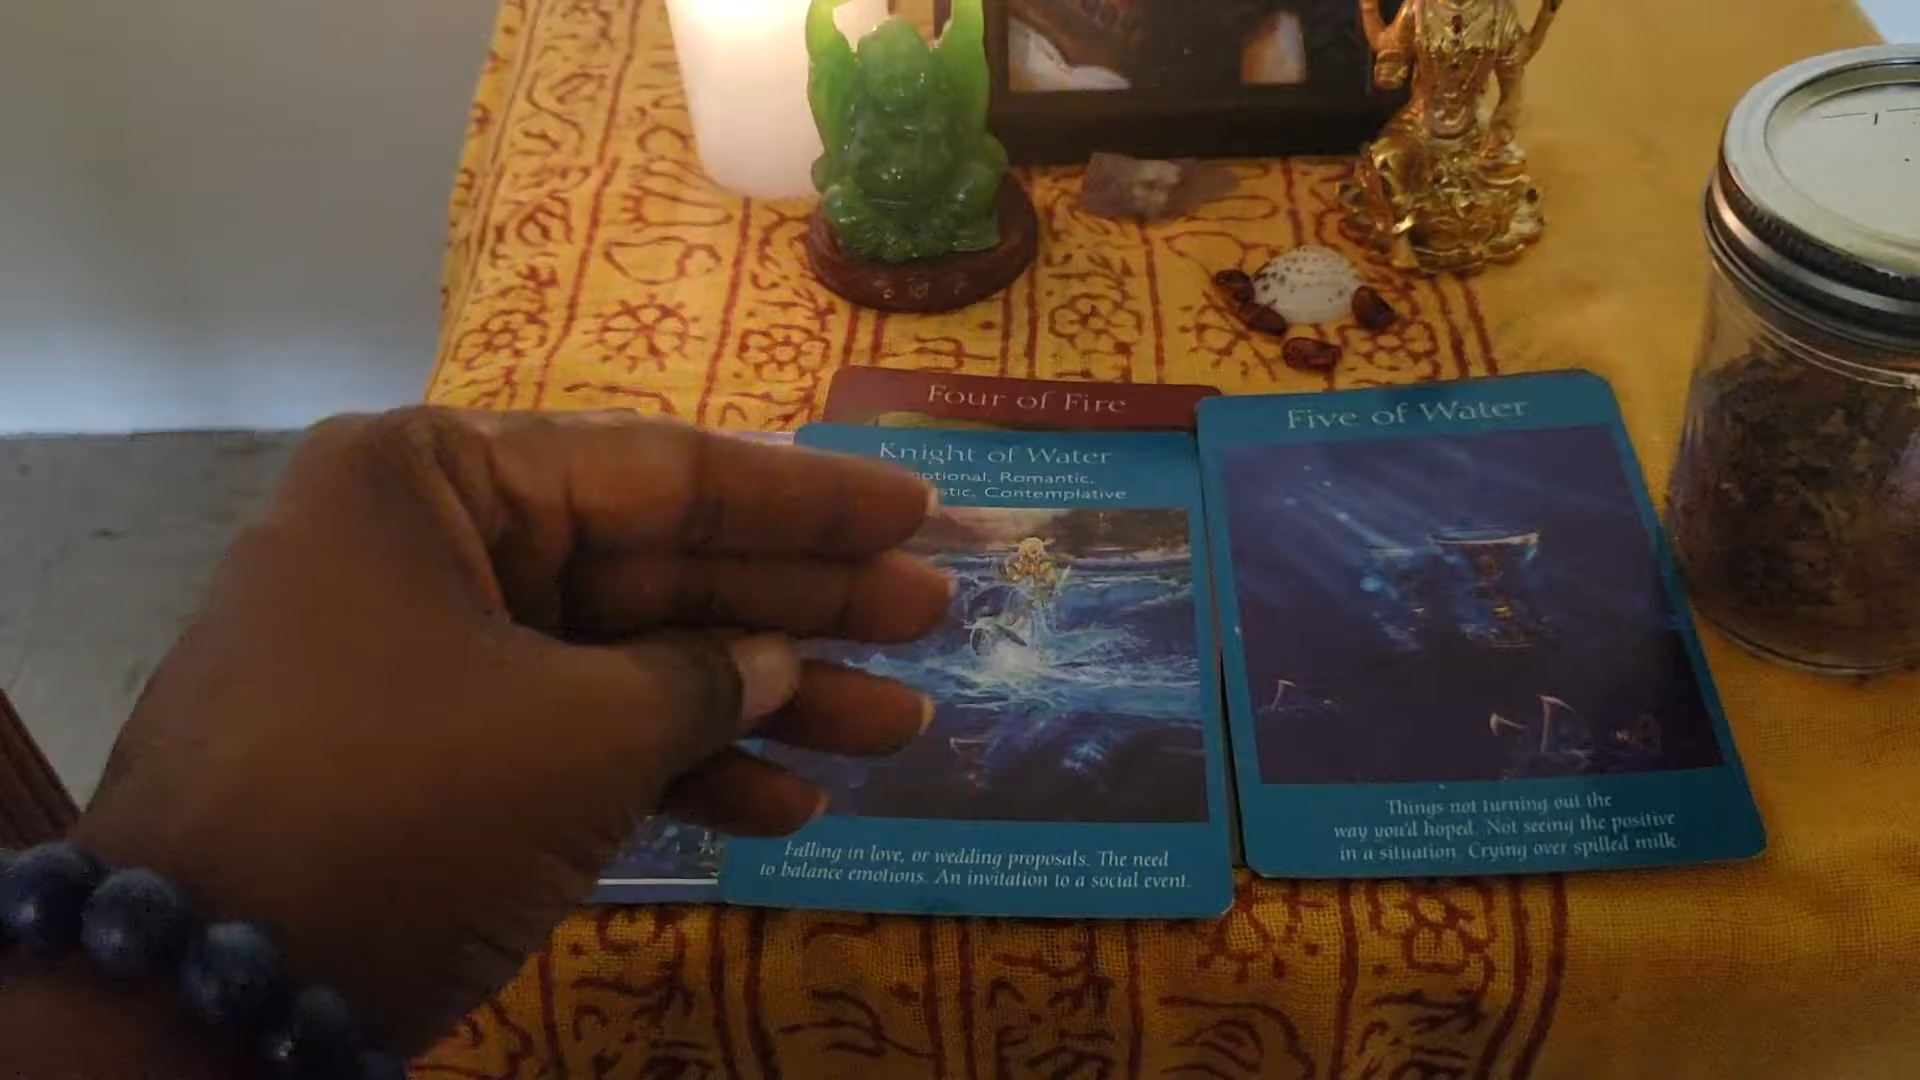 Four of Fire
Knight of Water
Romantic,
Contemplative
Falling in love, or wedding proposals. The need
to balance emotions. An invitation to a social event.
Five of Water
Things not turning out the
way you'd hoped. Not seeing the positive
in a situation. Crying over spilled milk